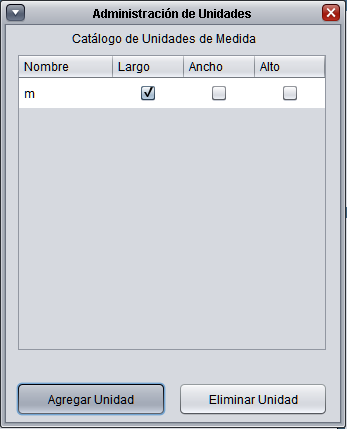 Administración de Unidades
Catálogo de Unidades de Medida
Nombre Largo Ancho Alto
m
Agregar Unidad Eliminar Unidad